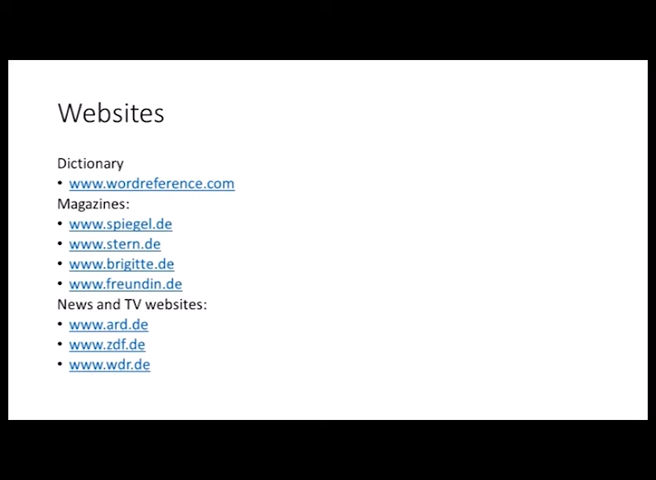 Websites
Dictionary
• www.wordreference.com
Magazines:
• www.spiegel.de
• www.stern.de
• www.brigitte.de
• www.freundin.de
News and TV websites:
• www.ard.de
• www.zdf.de
• www.wdr.de